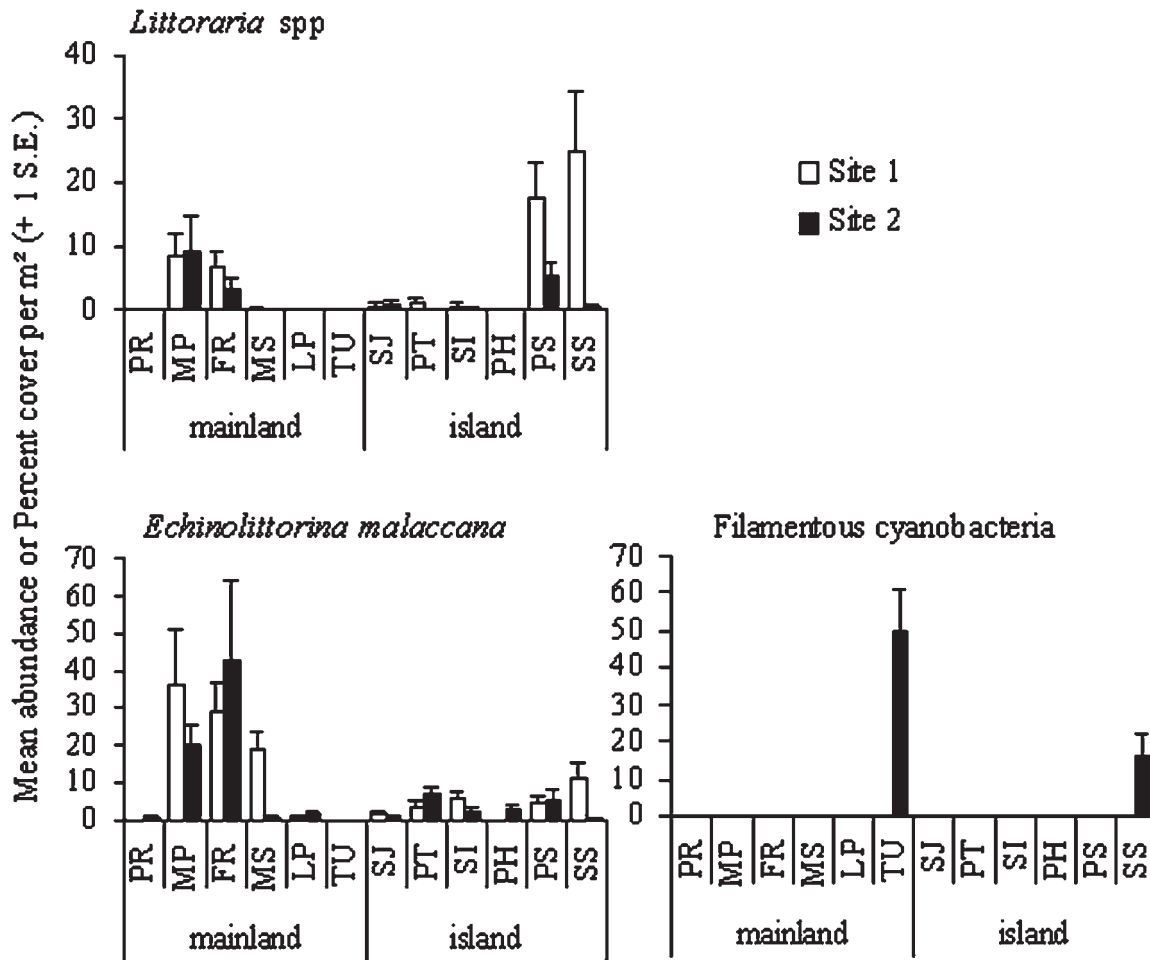 Littoraria spp
Mean abundance or Percent cover per m² (+ 1 S.E.)
40
30
20
10
0
PR MP FR MS LP TU SJ PT SI PH PS SS
mainland island
Site 1
Site 2
Echinolittorina malaccana
70
60
50
40
30
20
10
0
PR MP FR MS LP TU SJ PT SI PH PS SS
mainland island
Filamentous cyanobacteria
70
60
50
40
30
20
10
0
PR MP FR MS LP TU SJ PT SI PH PS SS
mainland island